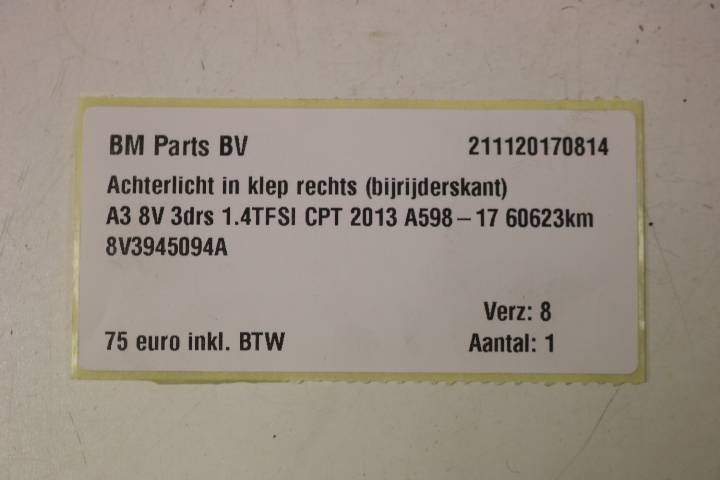 BM Parts BV 211120170814
Achterlicht in klep rechts (bijrijderskant)
A3 8V 3drs 1.4TFSI CPT 2013 A598-17 60623km
8V3945094A
Verz: 8
75 euro inkl. BTW Aantal: 1